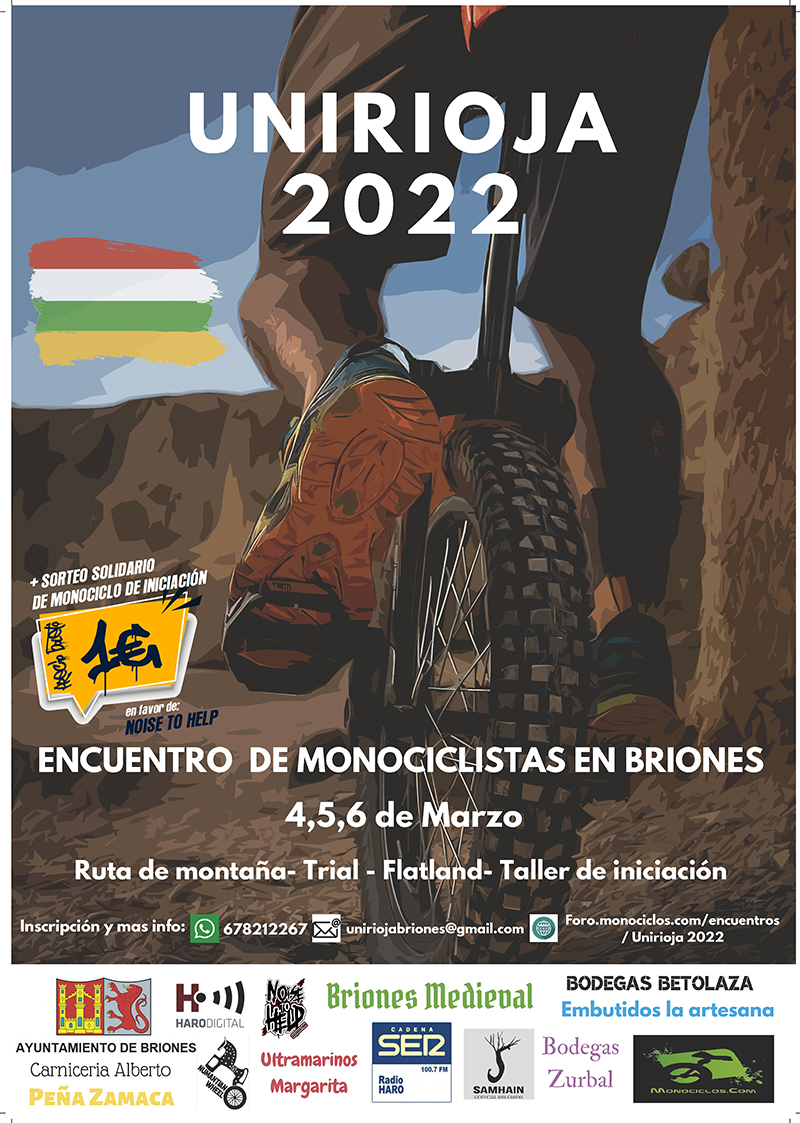 UNIRIOJA
2022
+ SORTEO SOLIDARIO
DE MONOCICLO DE INICIACIÓN
1€
en favor de:
NOISE TO HELP
ENCUENTRO DE MONOCICLISTAS EN BRIONES
4,5,6 de Marzo
Ruta de montaña- Trial - Flatland- Taller de iniciación
Inscripción y mas info: 678212267 uniriojabriones@gmail.com
Foro.monociclos.com/encuentros
/ Unirioja 2022
AYUNTAMIENTO DE BRIONES
HARODIGITAL
NOISE
TO
HELP
Briones Medieval
BODEGAS BETOLAZA
Embutidos la artesana
Carniceria Alberto
PEÑA ZAMACA
Ultramarinos
Margarita
CADENA
SER
100.7 FM
Radio
HARO
SAMHAIN
Bodegas
Zurbal
MONOCICLOS.COM